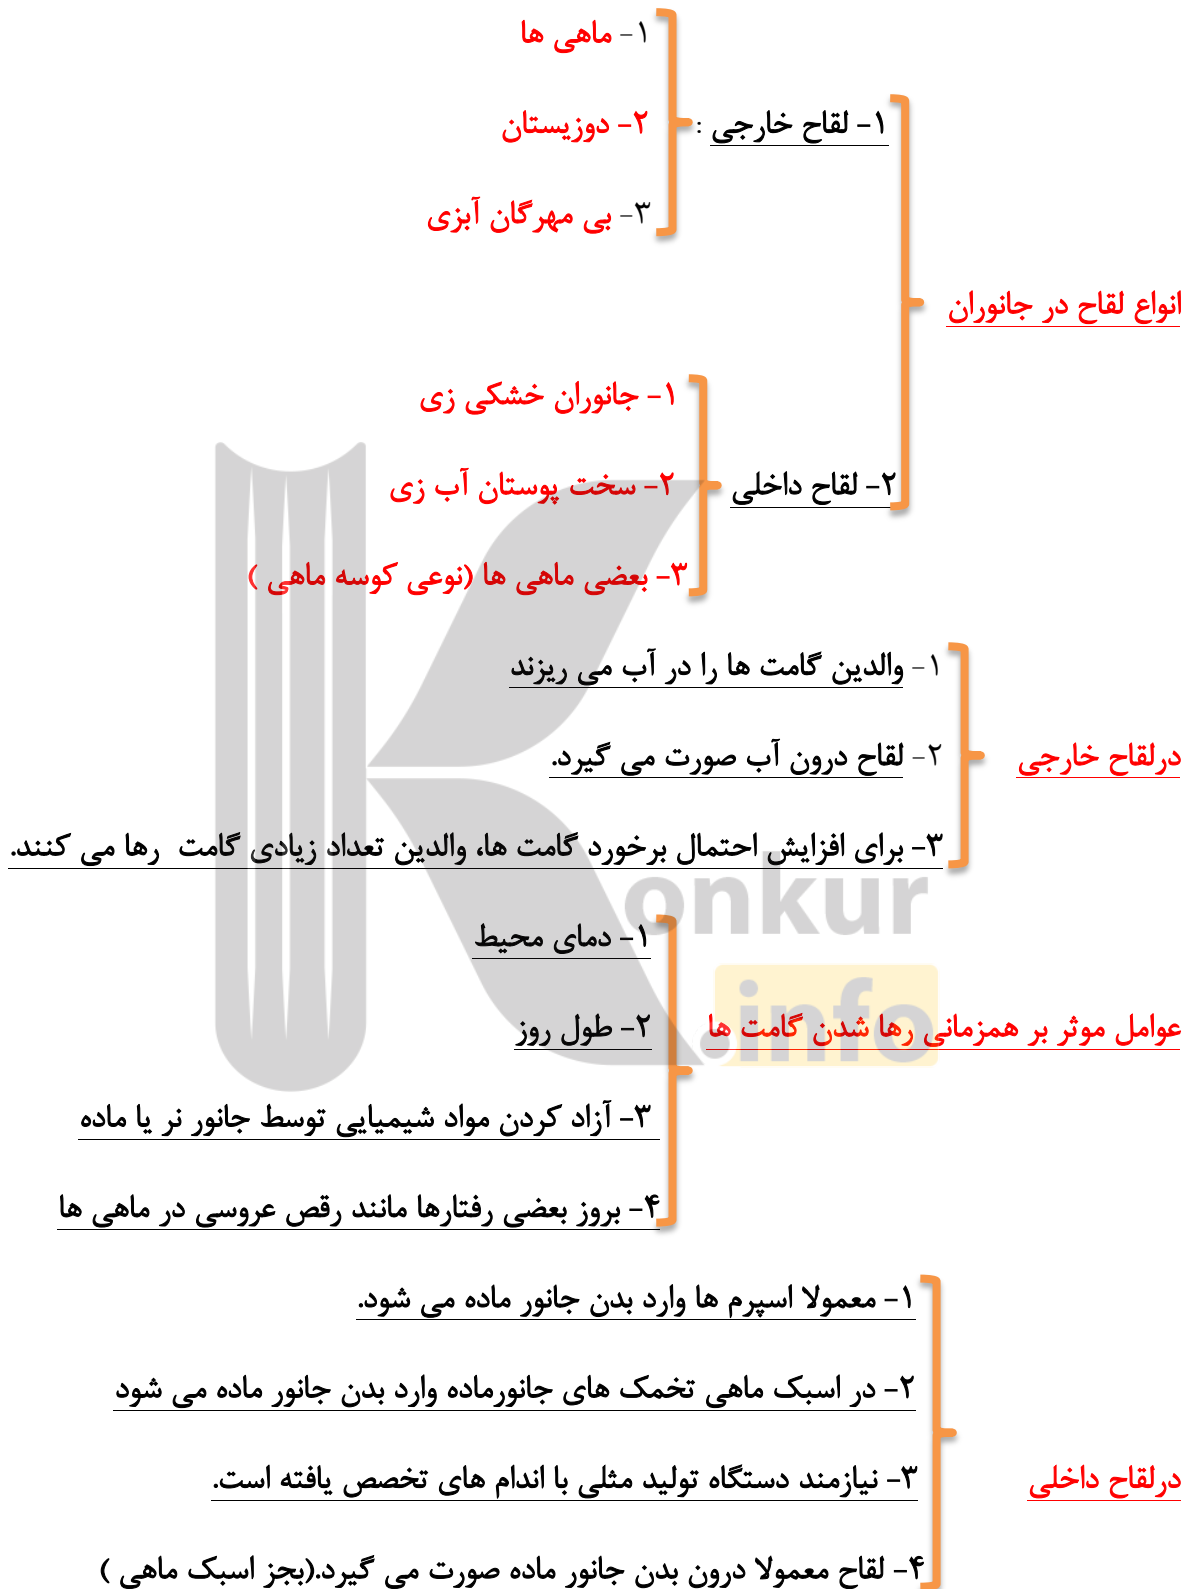 ۱- ماهی ها
۱- لقاح خارجی :
۲- دوزیستان
۳- بی مهرگان آبزی
انواع لقاح در جانوران
۱- جانوران خشکی زی
۲- لقاح داخلی
۲- سخت پوستان آب زی
۳- بعضی ماهی ها (نوعی کوسه ماهی )
۱- والدین گامت ها را در آب می ریزند
درلقاح خارجی
۲- لقاح درون آب صورت می گیرد.
۳- برای افزایش احتمال برخورد گامت ها، والدین تعداد زیادی گامت رها می کنند.
Konkur
.info
۱- دمای محیط
عوامل موثر بر همزمانی رها شدن گامت ها
۲- طول روز
۳- آزاد کردن مواد شیمیایی توسط جانور نر یا ماده
۴- بروز بعضی رفتارها مانند رقص عروسی در ماهی ها
۱- معمولا اسپرم ها وارد بدن جانور ماده می شود.
۲- در اسبک ماهی تخمک های جانورماده وارد بدن جانور ماده می شود
درلقاح داخلی
۳- نیازمند دستگاه تولید مثلی با اندام های تخصص یافته است.
۴- لقاح معمولا درون بدن جانور ماده صورت می گیرد.(بجز اسبک ماهی )